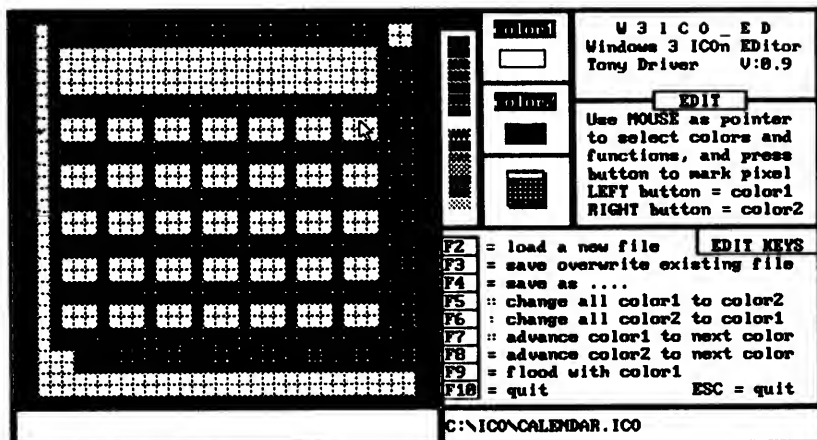 color1
W 3 I C O _ E D
Windows 3 ICOn EDitor
Tony Driver V:0.9
color2
EDIT
Use MOUSE as pointer
to select colors and
functions, and press
button to mark pixel
LEFT button = color1
RIGHT button = color2
EDIT KEYS
F2 = load a new file
F3 = save overwrite existing file
F4 = save as ....
F5 :: change all color1 to color2
F6 : change all color2 to color1
F7 :: advance color1 to next color
F8 = advance color2 to next color
F9 = flood with color1
F10 = quit ESC = quit
C:\ICO\CALENDAR.ICO